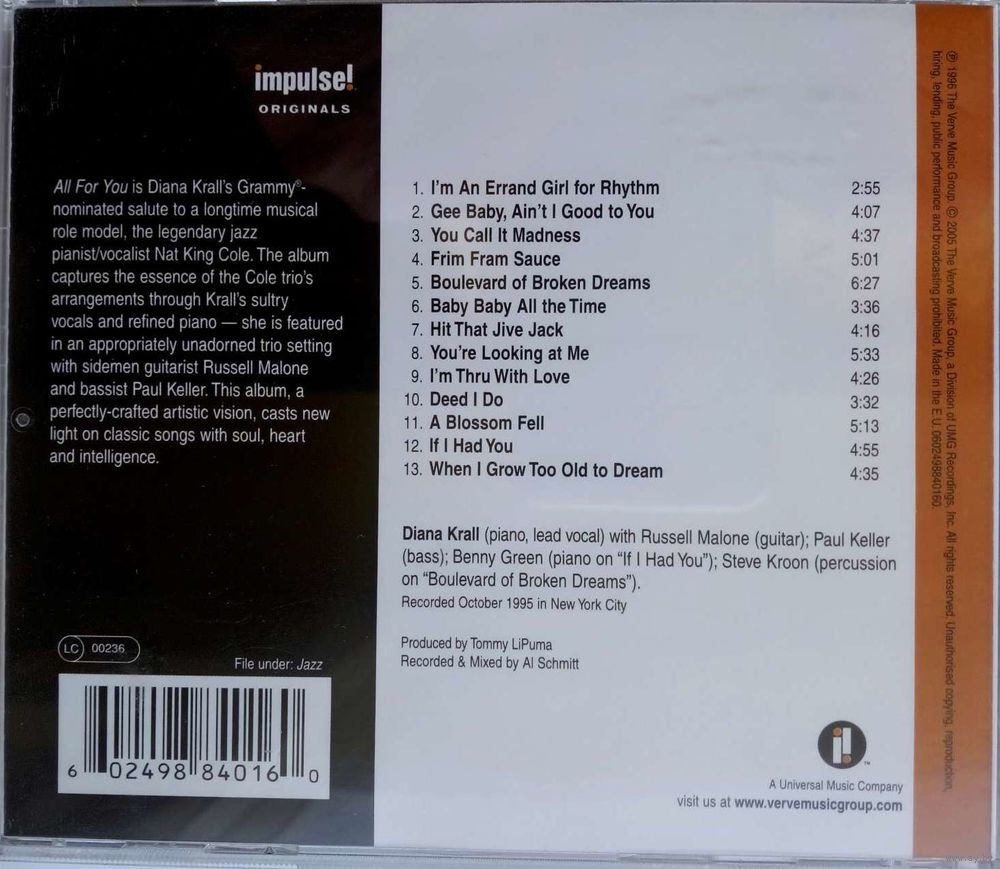 impulse!
ORIGINALS
All For You is Diana Krall's Grammy®-
nominated salute to a longtime musical
role model, the legendary jazz
pianist/vocalist Nat King Cole. The album
captures the essence of the Cole trio's
arrangements through Krall's sultry
vocals and refined piano — she is featured
in an appropriately unadorned trio setting
with sidemen guitarist Russell Malone
and bassist Paul Keller. This album, a
perfectly-crafted artistic vision, casts new
light on classic songs with soul, heart
and intelligence.
LC 00236
File under: Jazz
6 02498 84016 0
1. I'm An Errand Girl for Rhythm 2:55
2. Gee Baby, Ain't I Good to You 4:07
3. You Call It Madness 4:37
4. Frim Fram Sauce 5:01
5. Boulevard of Broken Dreams 6:27
6. Baby Baby All the Time 3:36
7. Hit That Jive Jack 4:16
8. You're Looking at Me 5:33
9. I'm Thru With Love 4:26
10. Deed I Do 3:32
11. A Blossom Fell 5:13
12. If I Had You 4:55
13. When I Grow Too Old to Dream 4:35
Diana Krall (piano, lead vocal) with Russell Malone (guitar); Paul Keller
(bass); Benny Green (piano on “If I Had You”); Steve Kroon (percussion
on “Boulevard of Broken Dreams”).
Recorded October 1995 in New York City
Produced by Tommy LiPuma
Recorded & Mixed by Al Schmitt
i!
™
A Universal Music Company
visit us at www.vervemusicgroup.com
℗ 1996 The Verve Music Group. © 2005 The Verve Music Group, a Division of UMG Recordings, Inc. All rights reserved. Unauthorised copying, reproduction,
hiring, lending, public performance and broadcasting prohibited. Made in the E.U. 0602498840160.